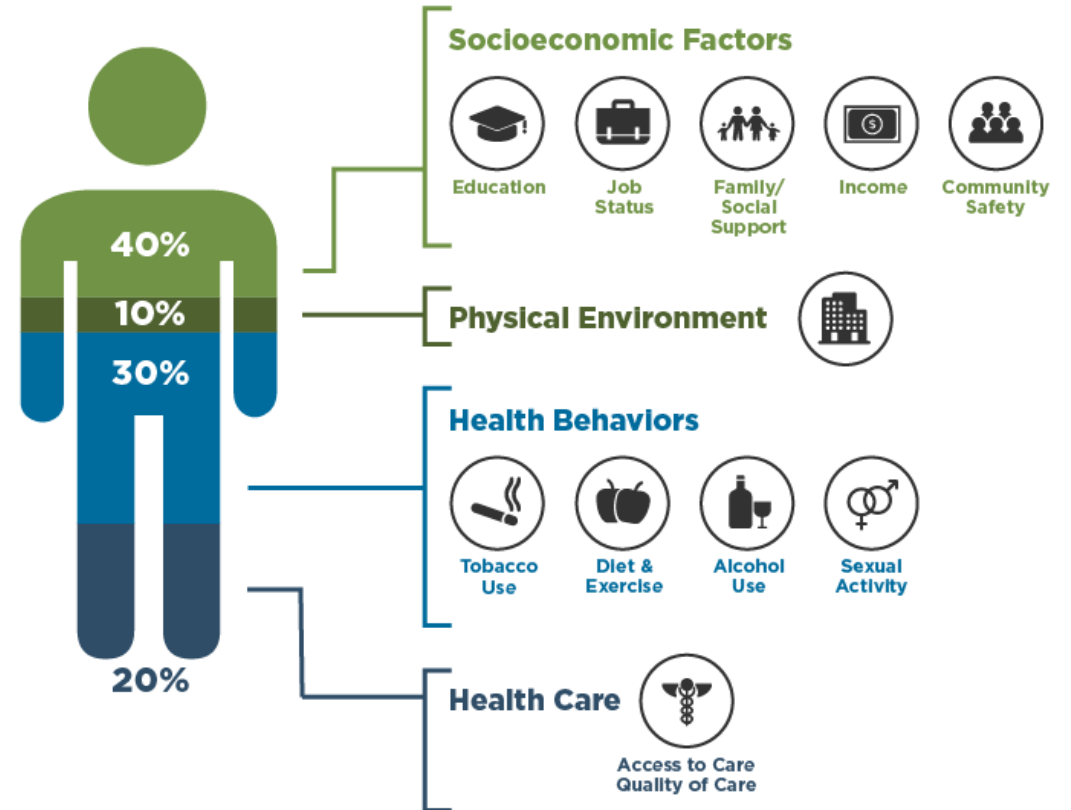 Socioeconomic Factors
Education
Job
Status
Family/
Social
Support
$
Income
Community
Safety
40%
10%
Physical Environment
30%
Health Behaviors
Tobacco
Use
Diet &
Exercise
Alcohol
Use
Sexual
Activity
20%
Health Care
Access to Care
Quality of Care